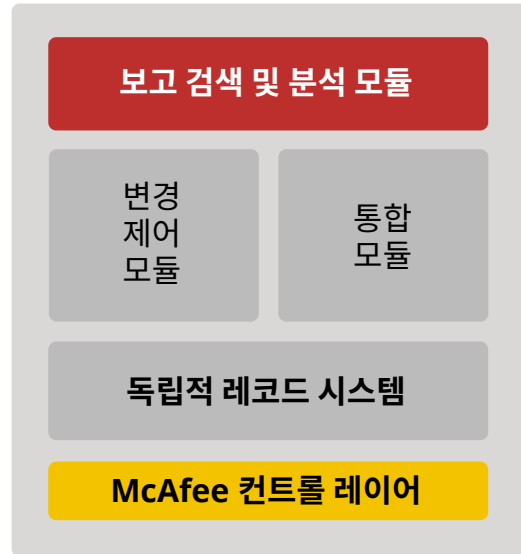 보고 검색 및 분석 모듈
변경
제어
모듈
통합
모듈
독립적 레코드 시스템
McAfee 컨트롤 레이어